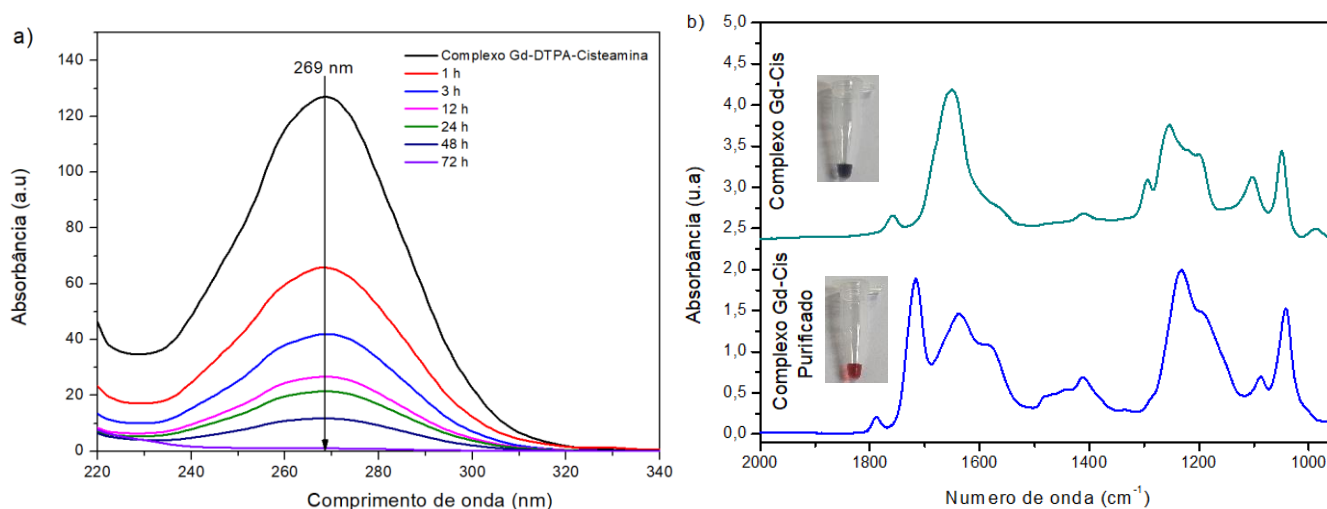 a)
140
120
100
80
60
40
20
0
Absorbância (a.u)
269 nm
Complexo Gd-DTPA-Cisteamina
1 h
3 h
12 h
24 h
48 h
72 h
220 240 260 280 300 320 340
Comprimento de onda (nm)
b)
5,0
4,5
4,0
3,5
3,0
2,5
2,0
1,5
1,0
0,5
0,0
Absorbância (u.a)
Complexo Gd-Cis
Complexo Gd-Cis
Purificado
2000 1800 1600 1400 1200 1000
Numero de onda (cm⁻¹)